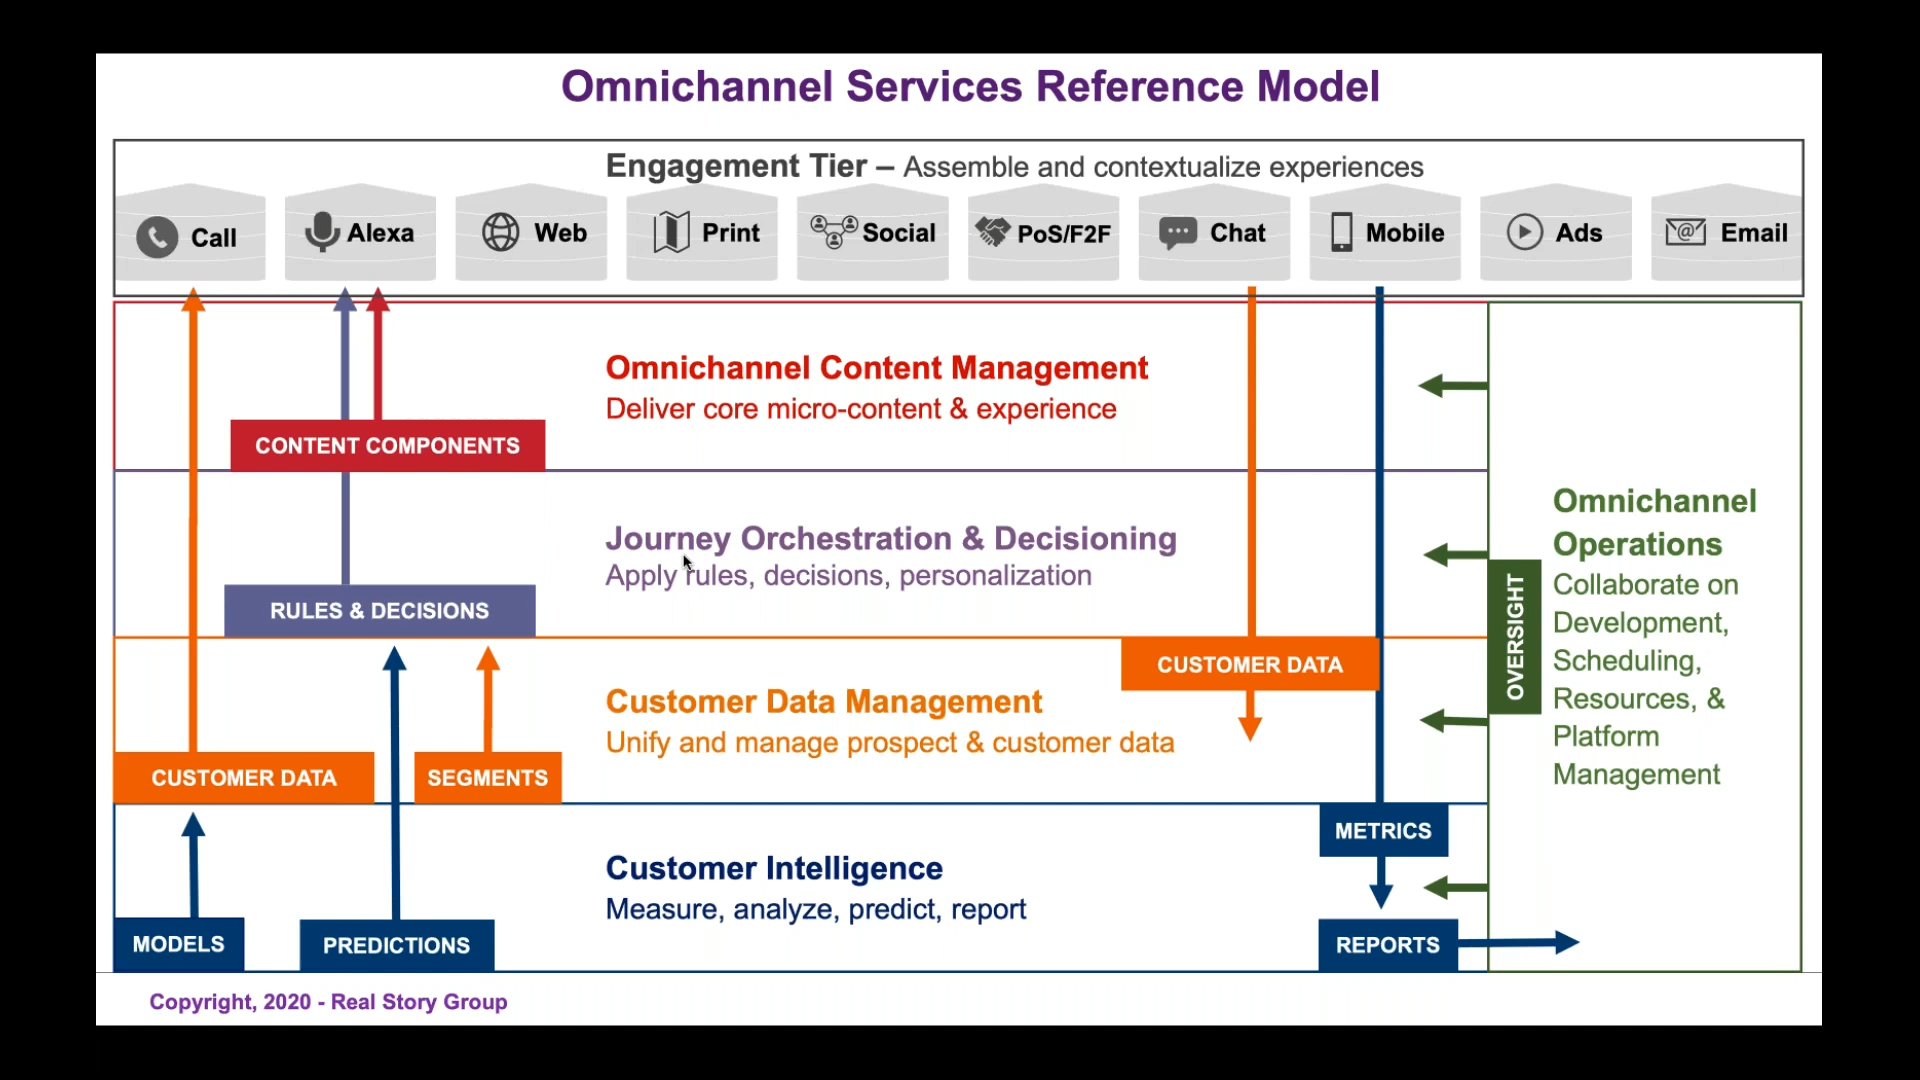 Omnichannel Services Reference Model
Engagement Tier – Assemble and contextualize experiences
Call
Alexa
Web
Print
Social
PoS/F2F
Chat
Mobile
Ads
Email
Omnichannel Content Management
Deliver core micro-content & experience
CONTENT COMPONENTS
Journey Orchestration & Decisioning
Apply rules, decisions, personalization
RULES & DECISIONS
CUSTOMER DATA
Customer Data Management
Unify and manage prospect & customer data
CUSTOMER DATA
SEGMENTS
METRICS
Customer Intelligence
Measure, analyze, predict, report
MODELS
PREDICTIONS
REPORTS
OVERSIGHT
Omnichannel
Operations
Collaborate on
Development,
Scheduling,
Resources, &
Platform
Management
Copyright, 2020 - Real Story Group